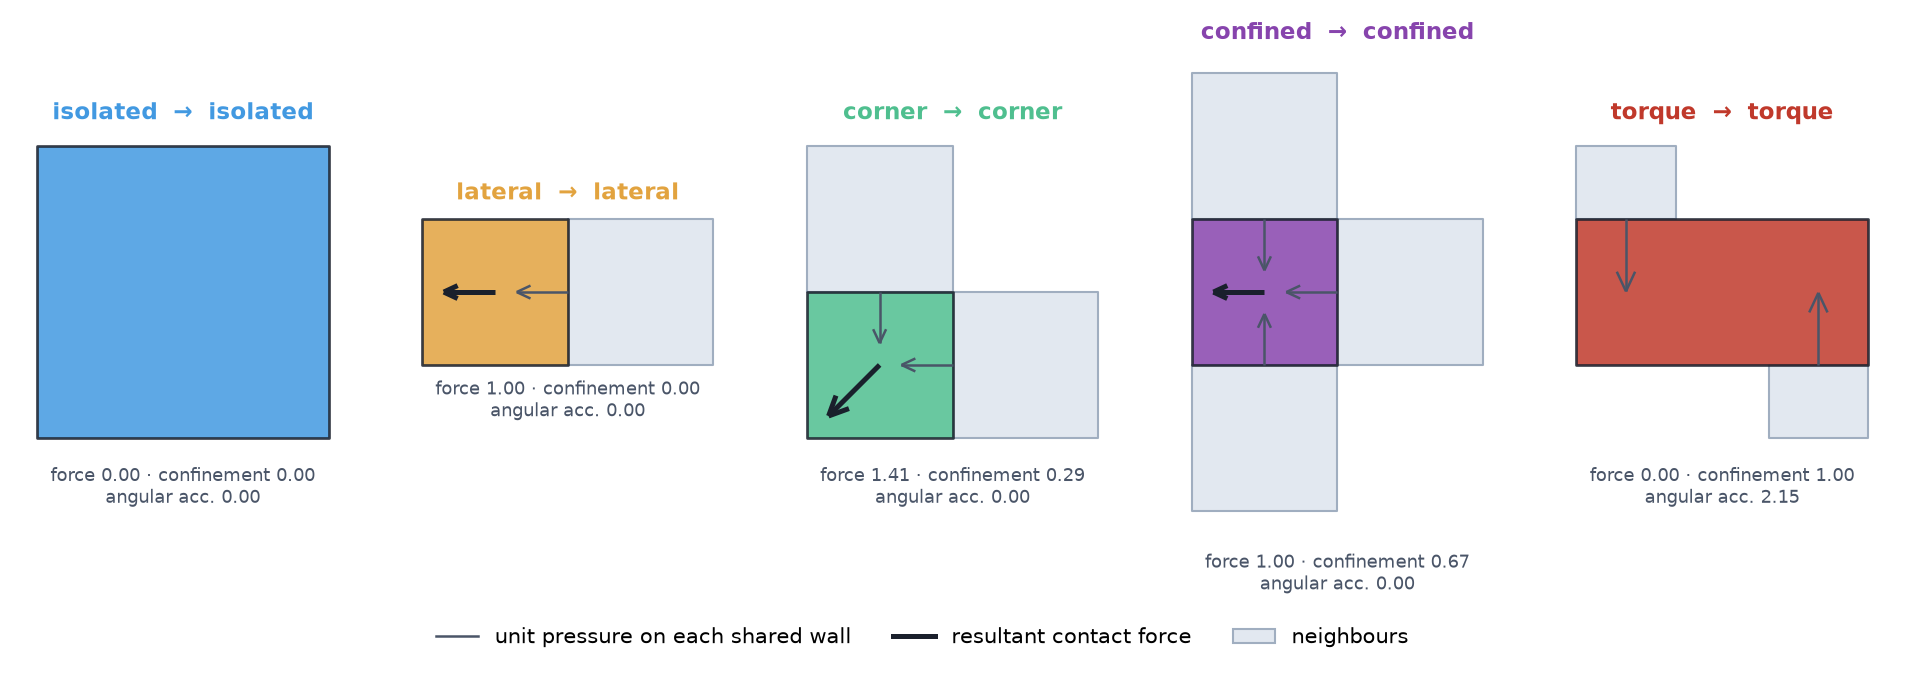 isolated → isolated
force 0.00 · confinement 0.00
angular acc. 0.00
lateral → lateral
force 1.00 · confinement 0.00
angular acc. 0.00
corner → corner
force 1.41 · confinement 0.29
angular acc. 0.00
confined → confined
force 1.00 · confinement 0.67
angular acc. 0.00
torque → torque
force 0.00 · confinement 1.00
angular acc. 2.15
unit pressure on each shared wall
resultant contact force
neighbours